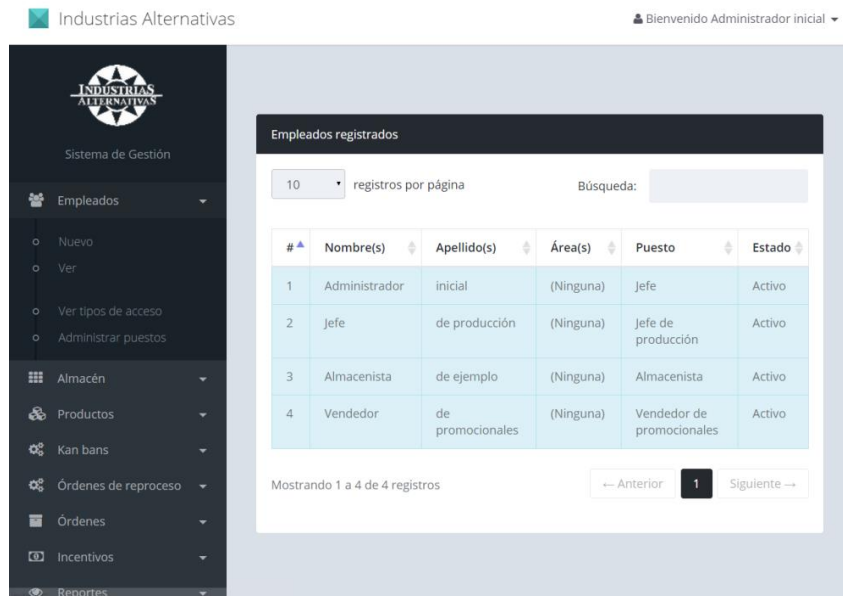 Industrias Alternativas
Bienvenido Administrador inicial
INDUSTRIAS
ALTERNATIVAS
Sistema de Gestión
Empleados
Nuevo
Ver
Ver tipos de acceso
Administrar puestos
Almacén
Productos
Kan bans
Órdenes de reproceso
Órdenes
Incentivos
Reportes
Empleados registrados
10 registros por página
Búsqueda:
# Nombre(s) Apellido(s) Área(s) Puesto Estado
1 Administrador inicial (Ninguna) Jefe Activo
2 Jefe de producción (Ninguna) Jefe de producción Activo
3 Almacenista de ejemplo (Ninguna) Almacenista Activo
4 Vendedor de promocionales (Ninguna) Vendedor de promocionales Activo
Mostrando 1 a 4 de 4 registros
← Anterior 1 Siguiente →